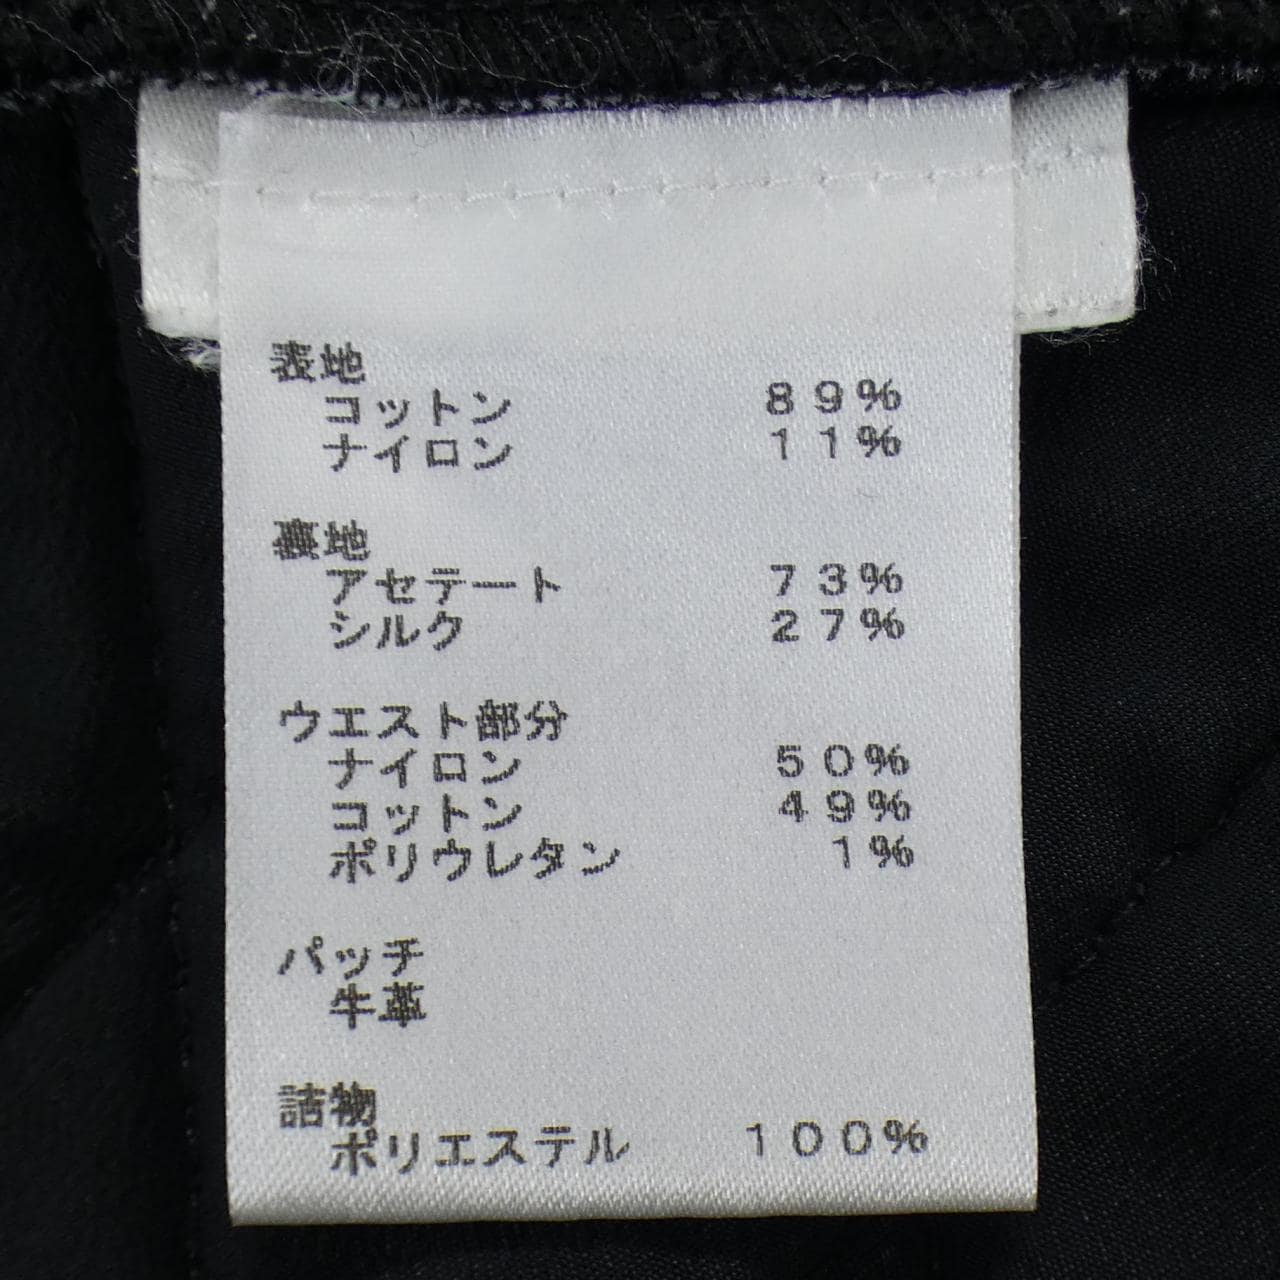 表地
コットン 89%
ナイロン 11%
裏地
アセテート 73%
シルク 27%
ウエスト部分
ナイロン 50%
コットン 49%
ポリウレタン 1%
パッチ
牛革
詰物
ポリエステル 100%